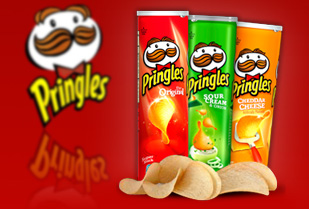 Pringles
Pringles
Original
Pringles
SOUR
CREAM
& ONION
Pringles
CHEDDAR
CHEESE